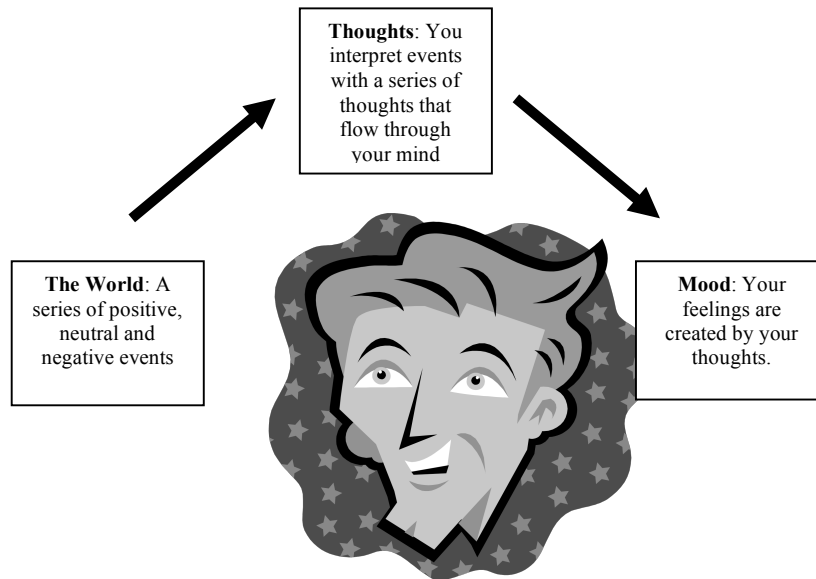 Thoughts: You
interpret events
with a series of
thoughts that
flow through
your mind
The World: A
series of positive,
neutral and
negative events
Mood: Your
feelings are
created by your
thoughts.